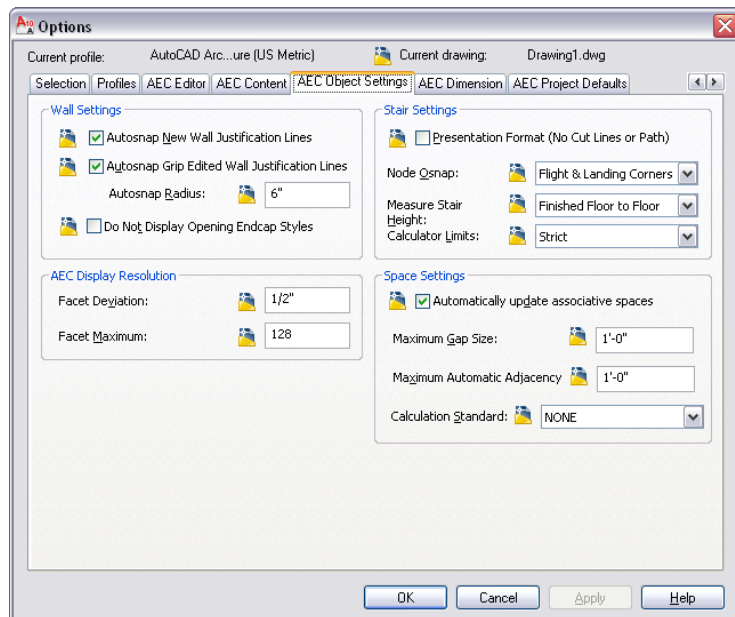 Options
Current profile: AutoCAD Arc...ure (US Metric) Current drawing: Drawing1.dwg
Selection Profiles AEC Editor AEC Content AEC Object Settings AEC Dimension AEC Project Defaults
Wall Settings
Autosnap New Wall Justification Lines
Autosnap Grip Edited Wall Justification Lines
Autosnap Radius: 6"
Do Not Display Opening Endcap Styles
AEC Display Resolution
Facet Deviation: 1/2"
Facet Maximum: 128
Stair Settings
Presentation Format (No Cut Lines or Path)
Node Osnap: Flight & Landing Corners
Measure Stair Height: Finished Floor to Floor
Calculator Limits: Strict
Space Settings
Automatically update associative spaces
Maximum Gap Size: 1'-0"
Maximum Automatic Adjacency 1'-0"
Calculation Standard: NONE
OK Cancel Apply Help